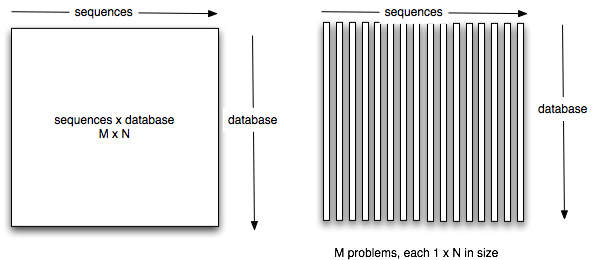 sequences
sequences x database
M x N
database
sequences
database
M problems, each 1 x N in size